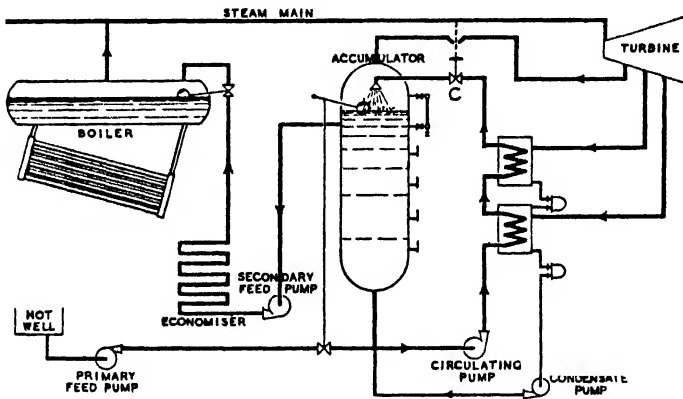 STEAM MAIN
TURBINE
ACCUMULATOR
C
BOILER
SECONDARY
FEED PUMP
ECONOMISER
HOT
WELL
PRIMARY
FEED PUMP
CIRCULATING
PUMP
CONDENSATE
PUMP